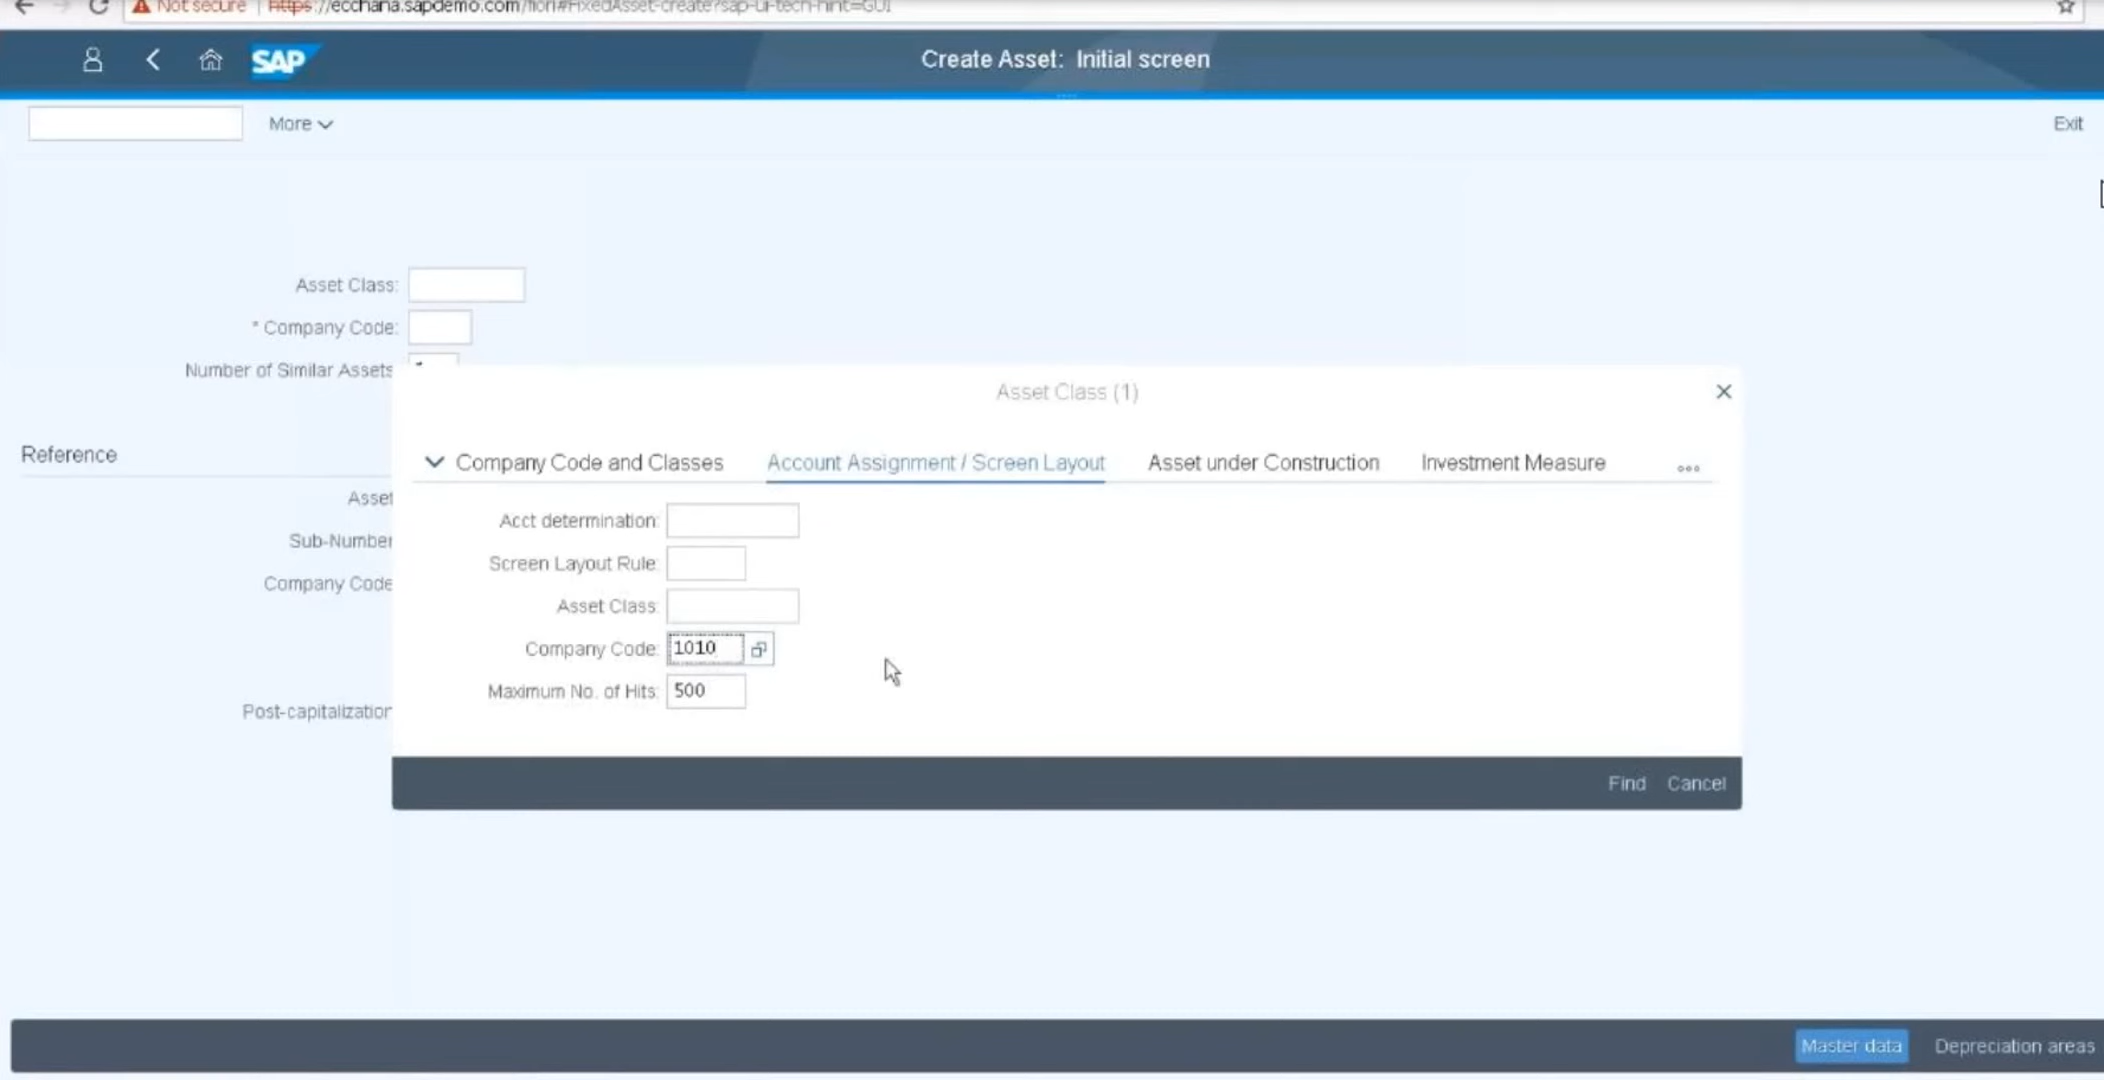 Not secure | https://ecchana.sapdemo.com/fiori#FixedAsset-create?sap-ui-tech-hint=GUI
SAP
Create Asset: Initial screen
More
Exit
Asset Class:
* Company Code:
Number of Similar Assets
Asset Class (1)
Company Code and Classes
Account Assignment / Screen Layout
Asset under Construction
Investment Measure
Reference
Asset
Sub-Number
Company Code
Post-capitalization
Acct determination:
Screen Layout Rule:
Asset Class:
Company Code: 1010
Maximum No. of Hits: 500
Find
Cancel
Master data
Depreciation areas